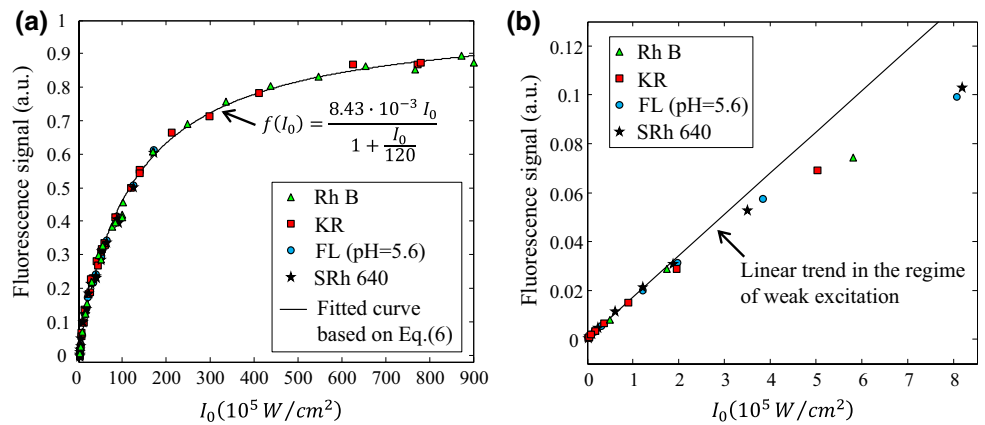 (a)
1
0.9
0.8
0.7
0.6
0.5
0.4
0.3
0.2
0.1
0
Fluorescence signal (a.u.)
f(I₀) = 8.43 · 10⁻³ I₀ / 1 + I₀/120
Rh B
KR
FL (pH=5.6)
SRh 640
Fitted curve
based on Eq.(6)
0 100 200 300 400 500 600 700 800 900
I₀(10⁵ W/cm²)
(b)
0.12
0.1
0.08
0.06
0.04
0.02
0
Fluorescence signal (a.u.)
Rh B
KR
FL (pH=5.6)
SRh 640
Linear trend in the regime
of weak excitation
0 1 2 3 4 5 6 7 8
I₀(10⁵ W/cm²)